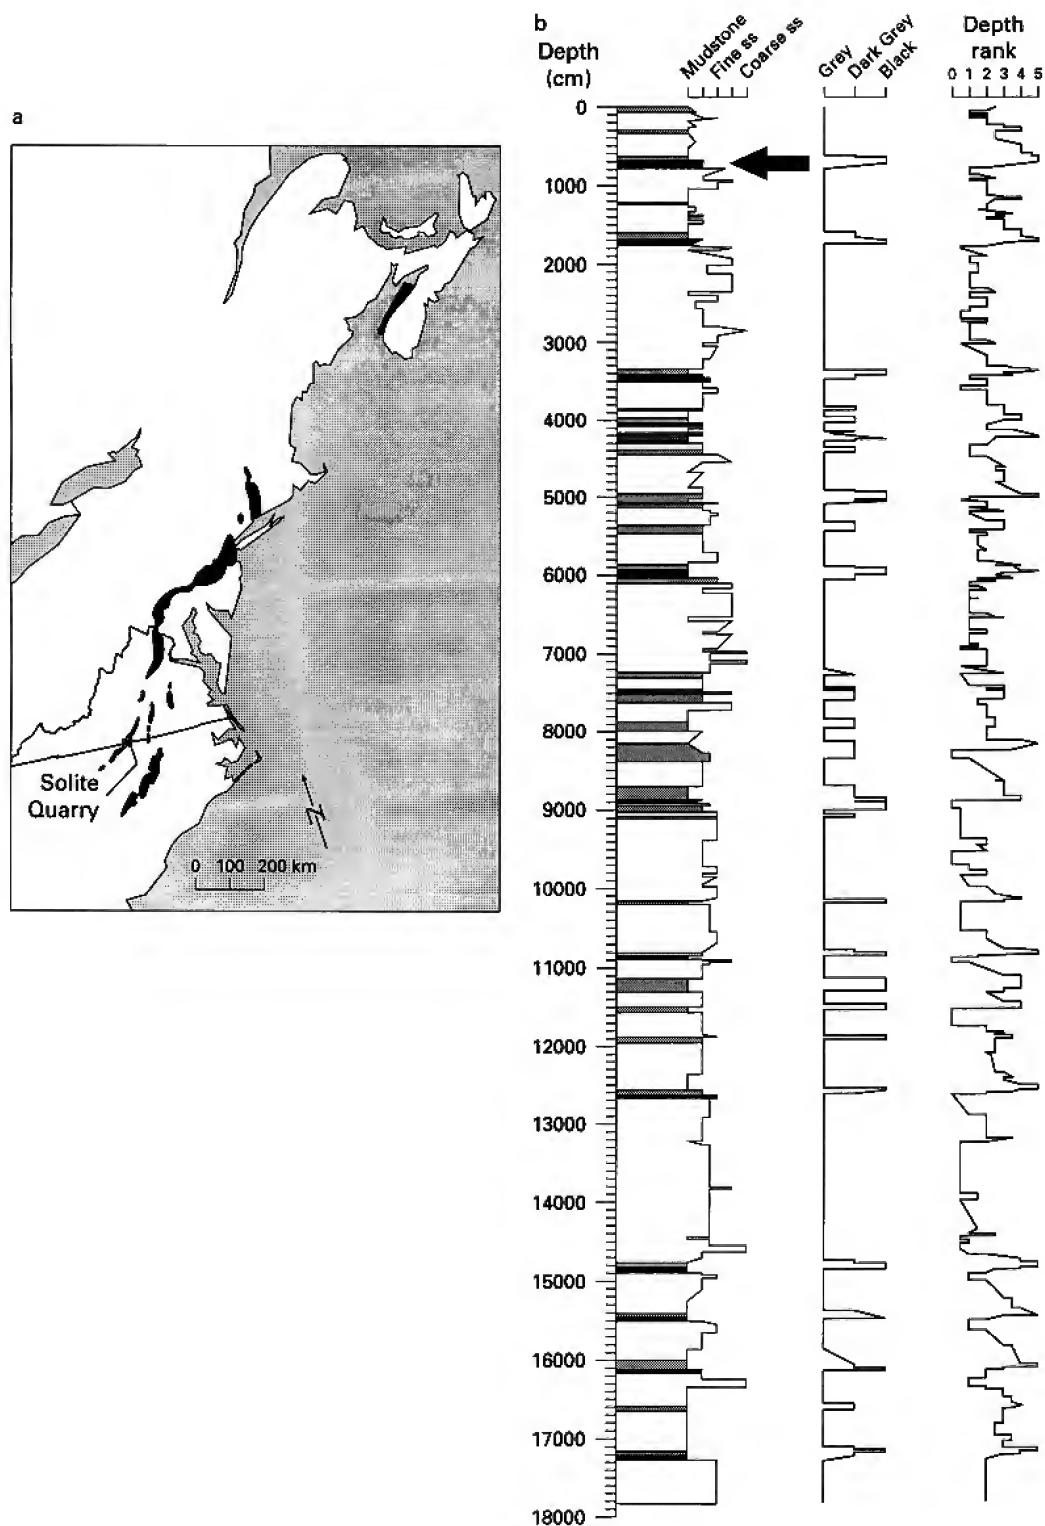 a
Solite
Quarry
N
0 100 200 km
b
Depth
(cm)
Mudstone
Fine ss
Coarse ss
Grey
Dark Grey
Black
Depth
rank
0 1 2 3 4 5
0
1000
2000
3000
4000
5000
6000
7000
8000
9000
10000
11000
12000
13000
14000
15000
16000
17000
18000